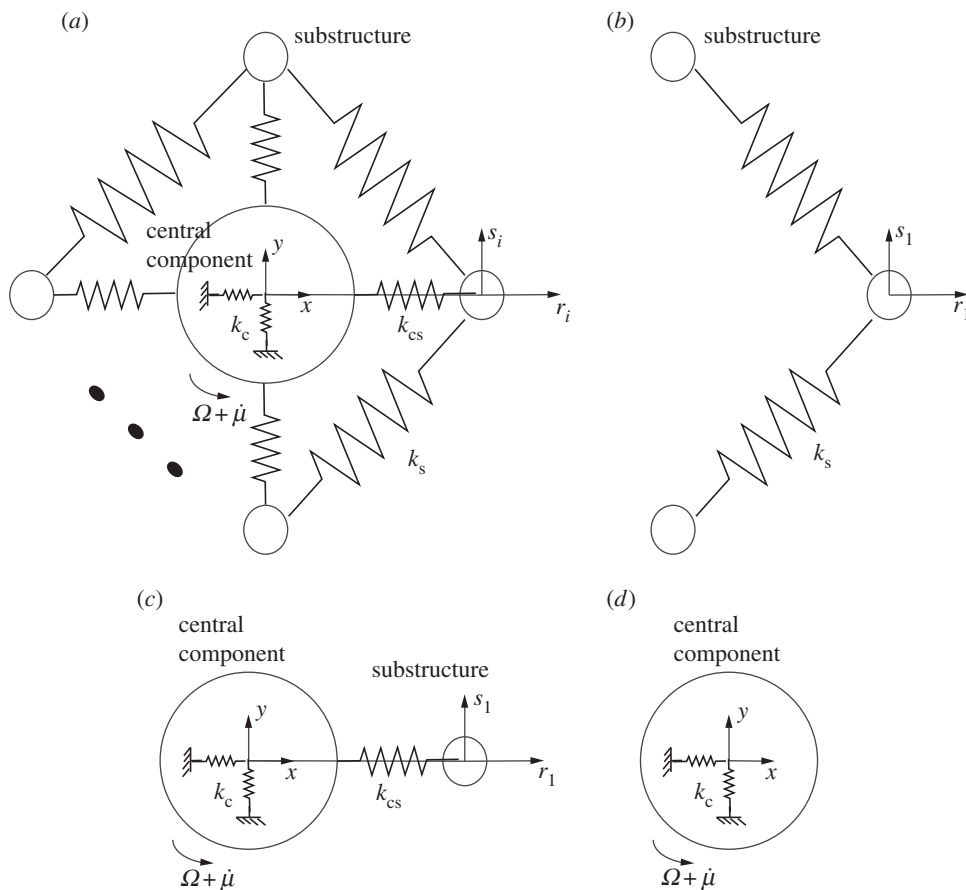 (a)
substructure
central
component
y
x
k_c
s_i
r_i
k_cs
Ω + μ̇
k_s
(b)
substructure
s_1
r_1
k_s
(c)
central
component
substructure
y
x
k_c
s_1
r_1
k_cs
Ω + μ̇
(d)
central
component
y
x
k_c
Ω + μ̇